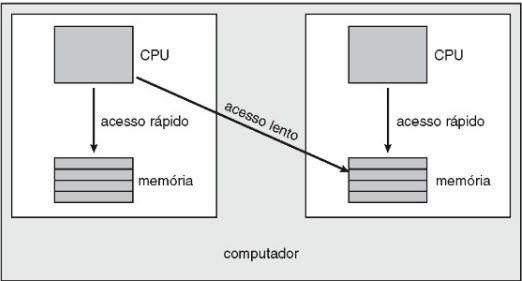 CPU
CPU
acesso rápido
acesso lento
acesso rápido
memória
memória
computador